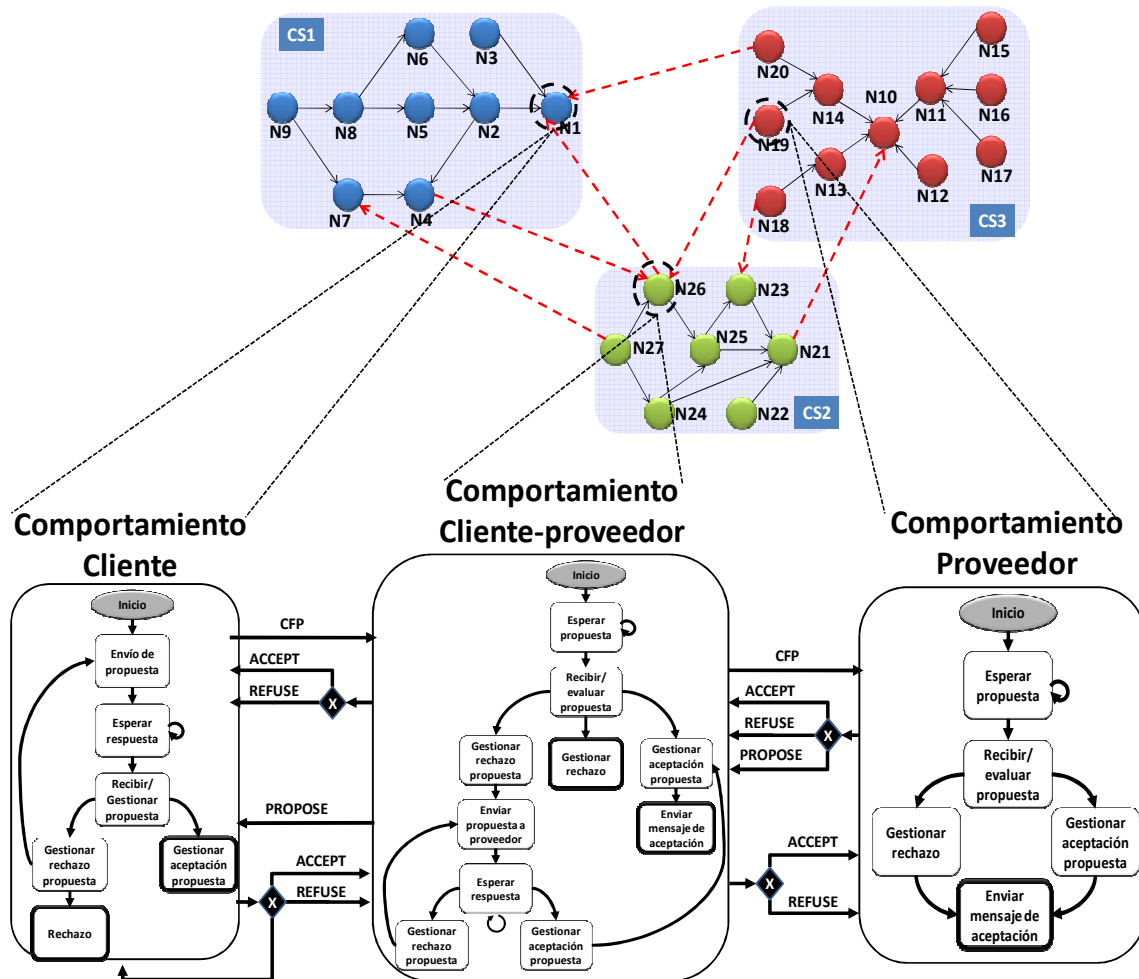 CS1
N6
N3
N9
N8
N5
N2
N1
N7
N4
N20
N15
N10
N14
N11
N16
N19
N13
N17
N12
N18
CS3
N26
N23
N25
N27
N21
N24
N22
CS2
Comportamiento
Cliente
Inicio
Envío de
propuesta
Esperar
respuesta
Recibir/
Gestionar
propuesta
Gestionar
rechazo
propuesta
Gestionar
aceptación
propuesta
Rechazo
CFP
ACCEPT
REFUSE
X
PROPOSE
ACCEPT
REFUSE
X
Comportamiento
Cliente-proveedor
Inicio
Esperar
propuesta
Recibir/
evaluar
propuesta
Gestionar
rechazo
propuesta
Gestionar
rechazo
Gestionar
aceptación
propuesta
Enviar
propuesta a
proveedor
Enviar
mensaje de
aceptación
Esperar
respuesta
Gestionar
rechazo
propuesta
Gestionar
aceptación
propuesta
CFP
ACCEPT
REFUSE
X
PROPOSE
ACCEPT
X
REFUSE
Comportamiento
Proveedor
Inicio
Esperar
propuesta
Recibir/
evaluar
propuesta
Gestionar
rechazo
Gestionar
aceptación
propuesta
Enviar
mensaje de
aceptación